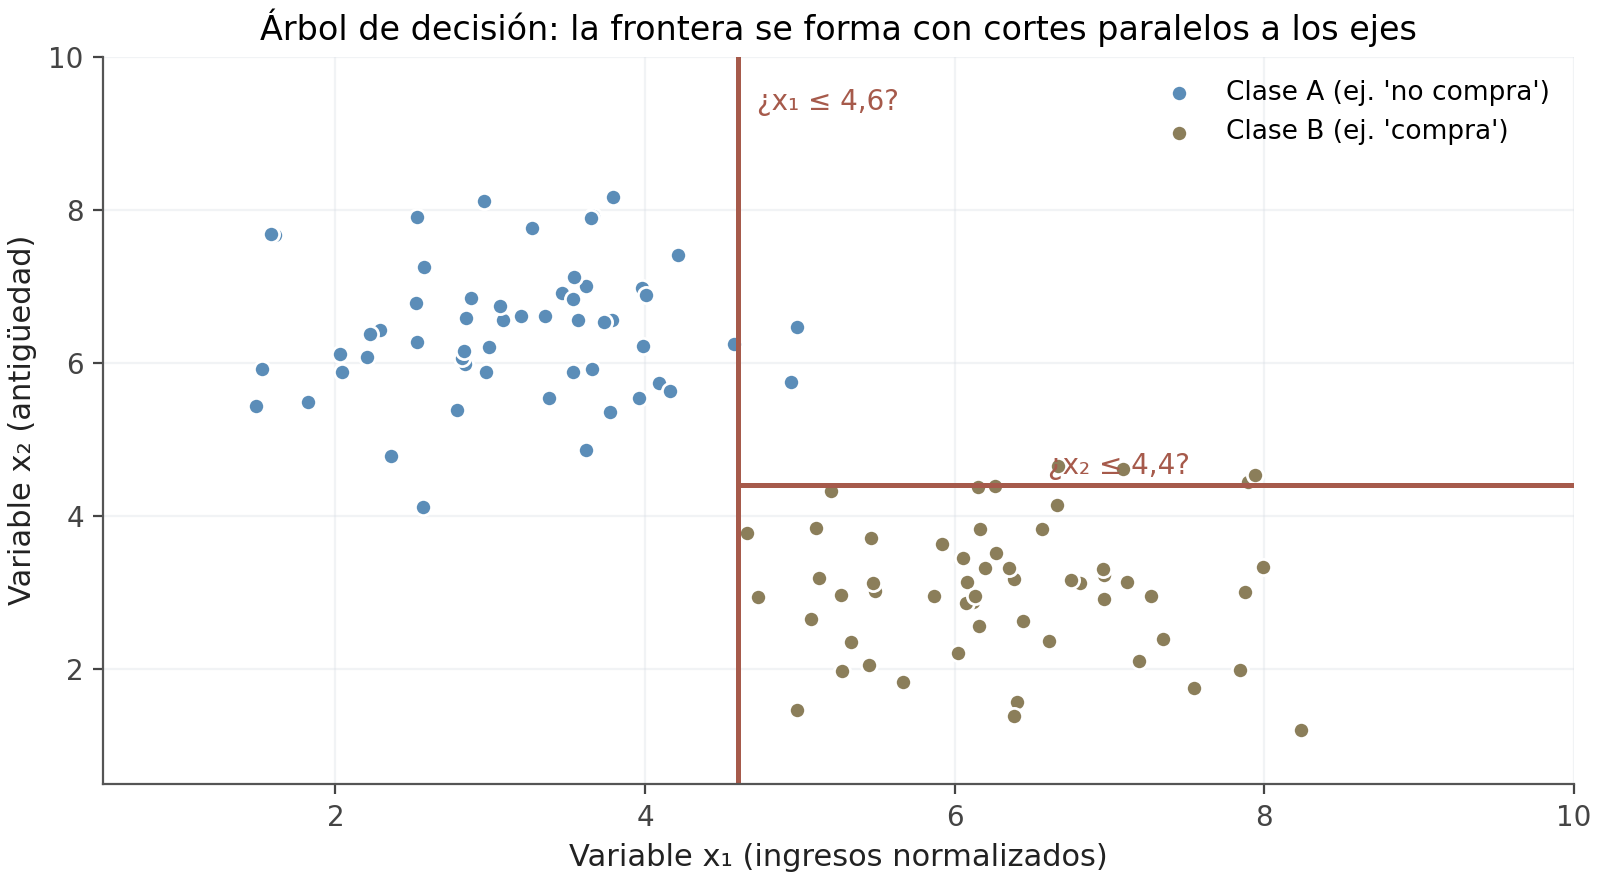 Árbol de decisión: la frontera se forma con cortes paralelos a los ejes
10
8
6
4
2
Variable x₂ (antigüedad)
¿x₁ ≤ 4,6?
Clase A (ej. 'no compra')
Clase B (ej. 'compra')
¿x₂ ≤ 4,4?
2
4
6
8
10
Variable x₁ (ingresos normalizados)